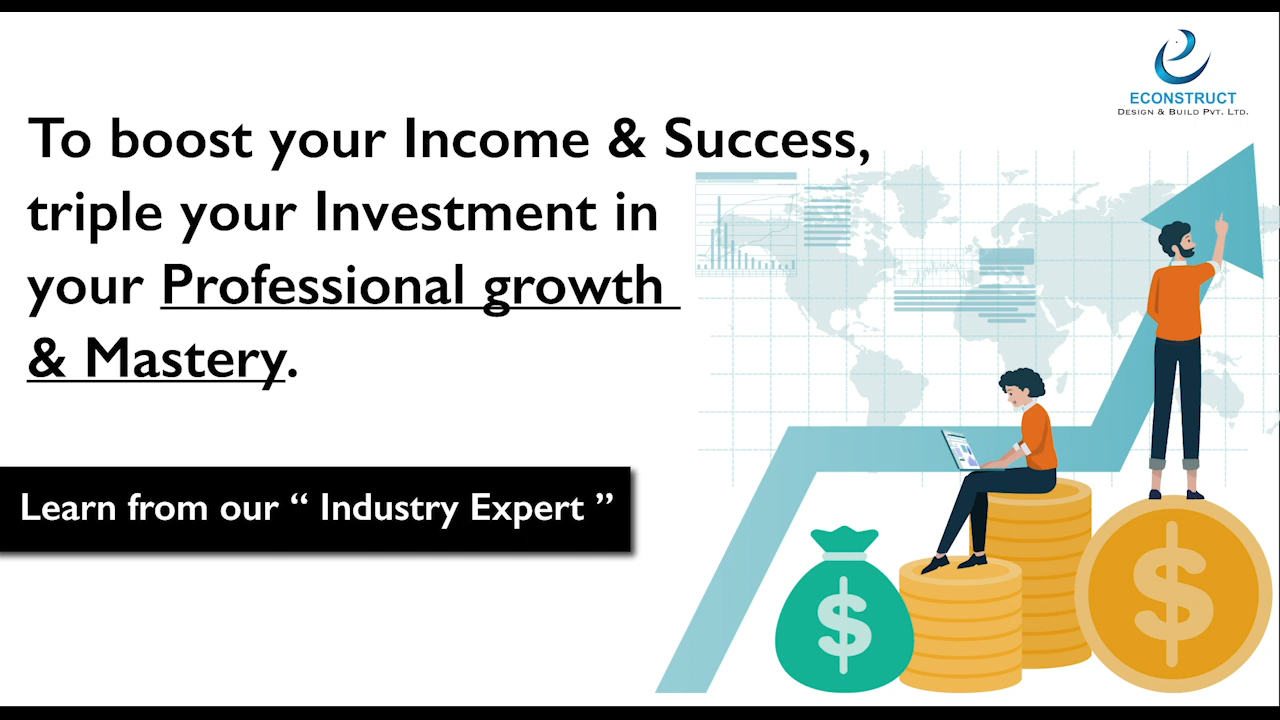 ECONSTRUCT
DESIGN & BUILD PVT. LTD.
To boost your Income & Success,
triple your Investment in
your Professional growth
& Mastery.
Learn from our “ Industry Expert ”
$
$